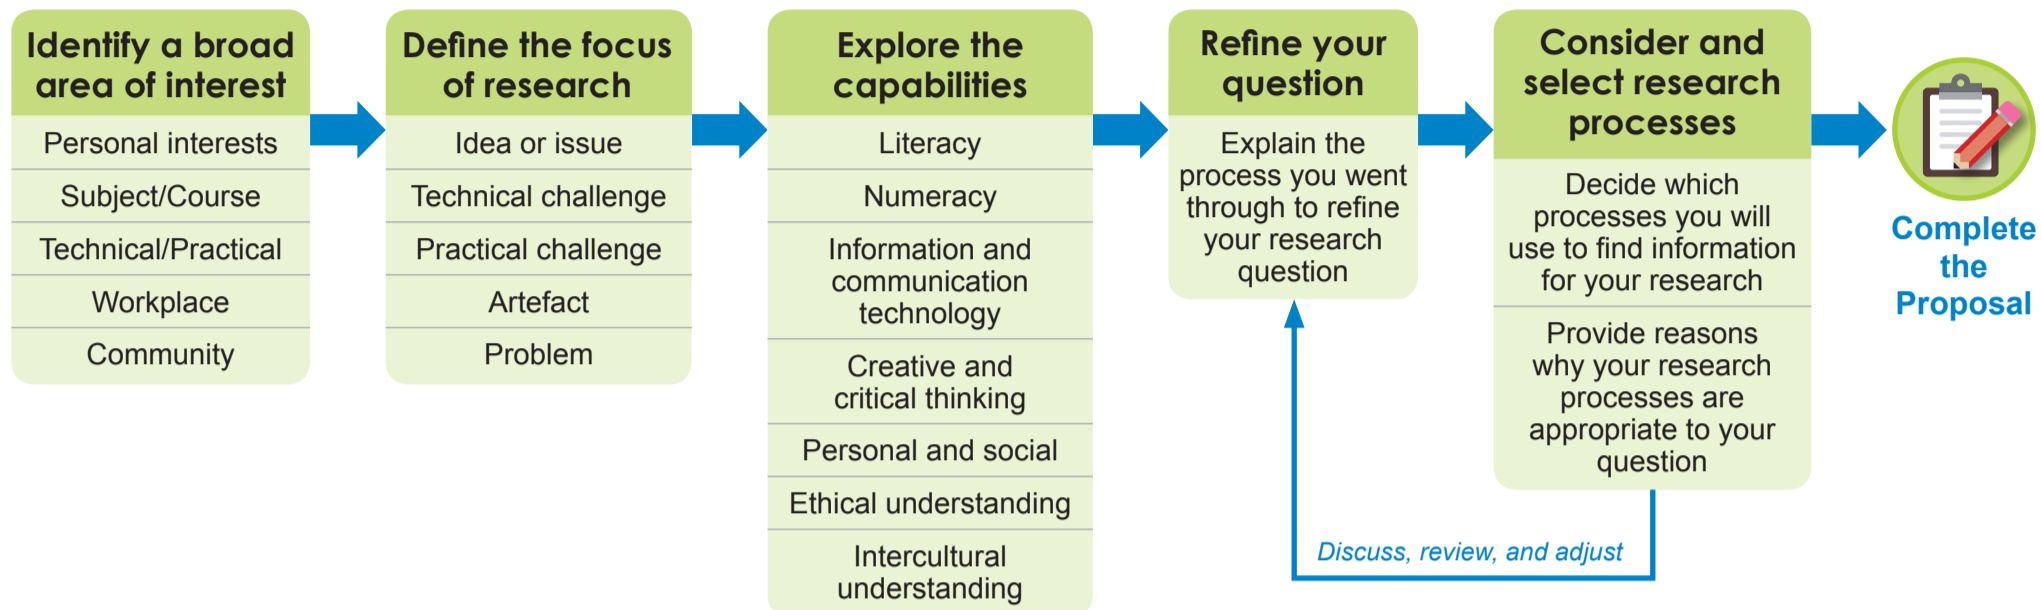 Identify a broad
area of interest
Personal interests
Subject/Course
Technical/Practical
Workplace
Community
Define the focus
of research
Idea or issue
Technical challenge
Practical challenge
Artefact
Problem
Explore the
capabilities
Literacy
Numeracy
Information and
communication
technology
Creative and
critical thinking
Personal and social
Ethical understanding
Intercultural
understanding
Refine your
question
Explain the
process you went
through to refine
your research
question
Consider and
select research
processes
Decide which
processes you will
use to find information
for your research
Provide reasons
why your research
processes are
appropriate to your
question
Discuss, review, and adjust
Complete
the
Proposal